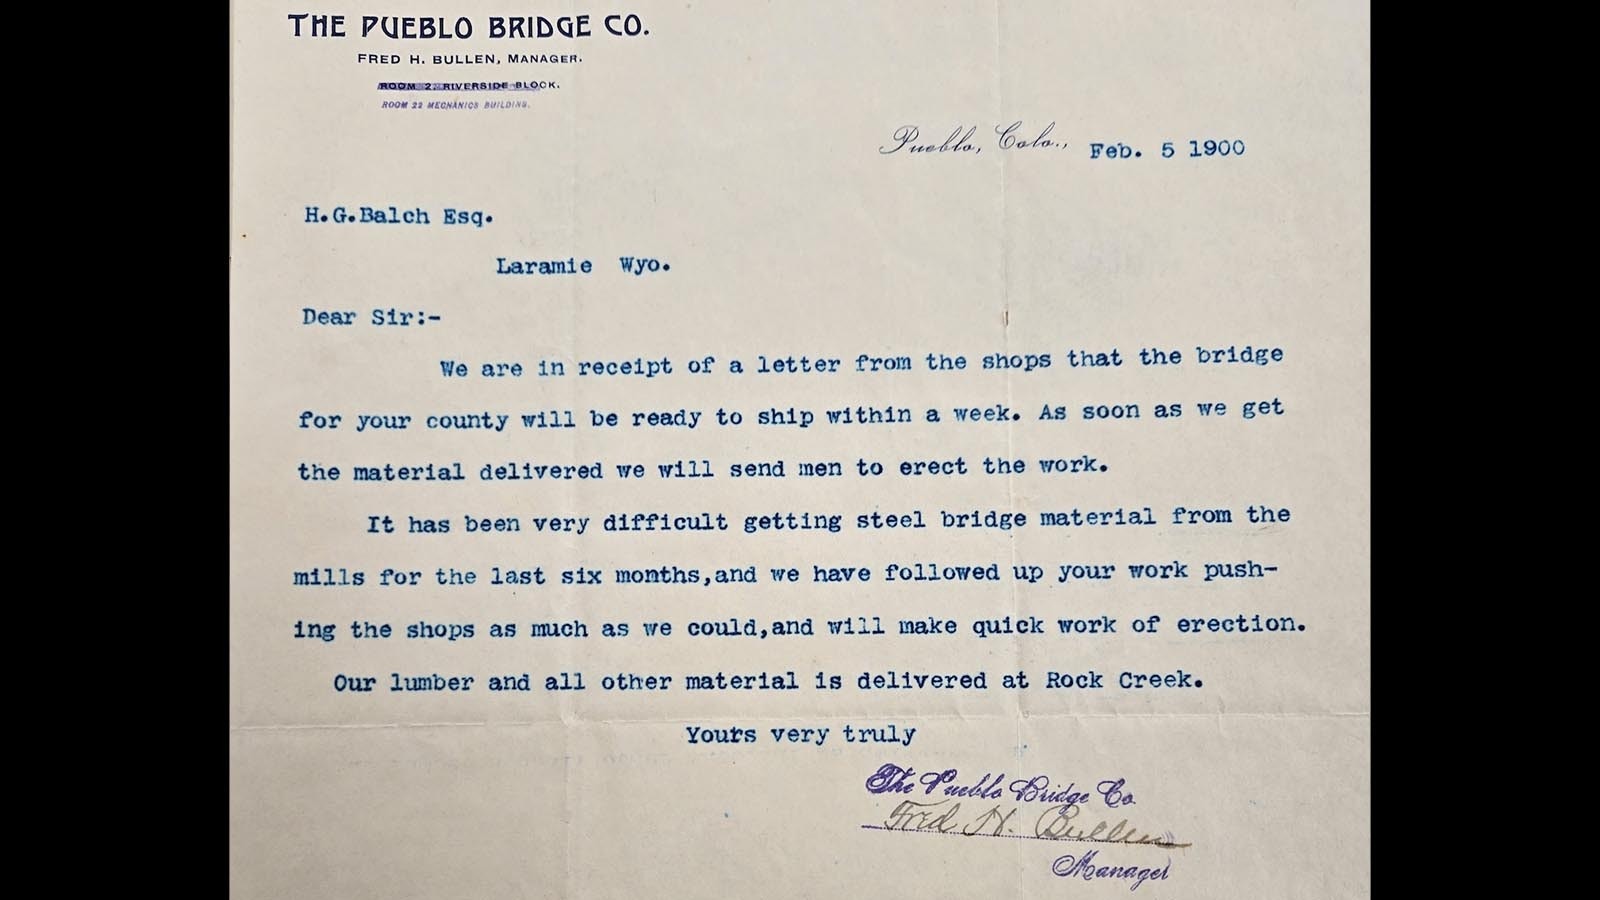 THE PUEBLO BRIDGE CO.
FRED H. BULLEN, MANAGER.
ROOM 2, RIVERSIDE BLOCK.
ROOM 22 MECHANICS BUILDING.
Pueblo, Colo., Feb. 5 1900
H.G.Balch Esq.
Laramie Wyo.
Dear Sir:-
We are in receipt of a letter from the shops that the bridge
for your county will be ready to ship within a week. As soon as we get
the material delivered we will send men to erect the work.
It has been very difficult getting steel bridge material from the
mills for the last six months,and we have followed up your work push-
ing the shops as much as we could,and will make quick work of erection.
Our lumber and all other material is delivered at Rock Creek.
Yours very truly
The Pueblo Bridge Co.
Fred H. Bullen
Manager